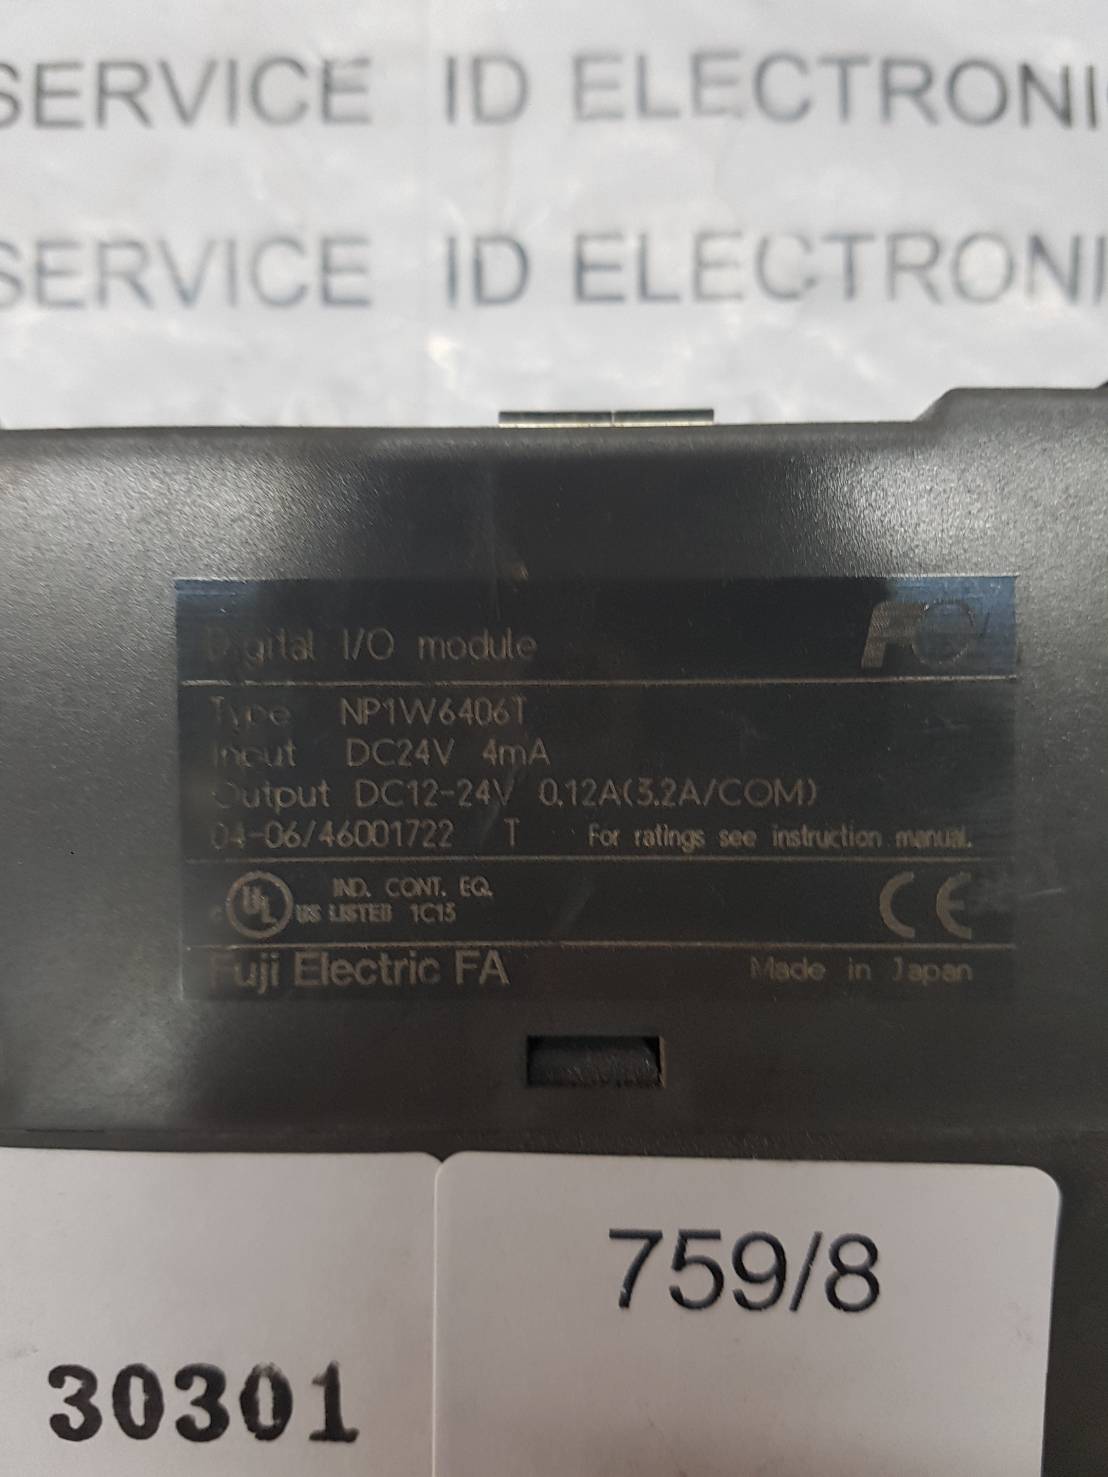 SERVICE ID ELECTRONI
SERVICE ID ELECTRONI
Digital I/O module
Type NP1W6406T
Input DC24V 4mA
Output DC12-24V 0.12A(3.2A/COM)
04-06/46001722 T For ratings see instruction manual.
c UL US IND. CONT. EQ.
LISTED 1C15
CE
Fuji Electric FA Made in Japan
759/8
30301